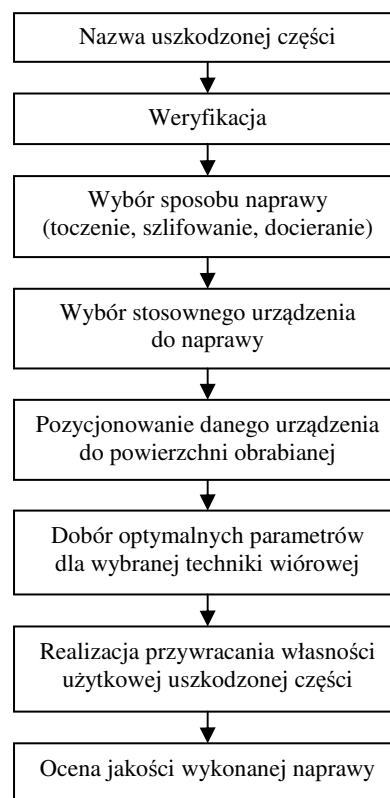 Nazwa uszkodzonej części
Weryfikacja
Wybór sposobu naprawy
(toczenie, szlifowanie, docieranie)
Wybór stosownego urządzenia
do naprawy
Pozycjonowanie danego urządzenia
do powierzchni obrabianej
Dobór optymalnych parametrów
dla wybranej techniki wiórowej
Realizacja przywracania własności
użytkowej uszkodzonej części
Ocena jakości wykonanej naprawy